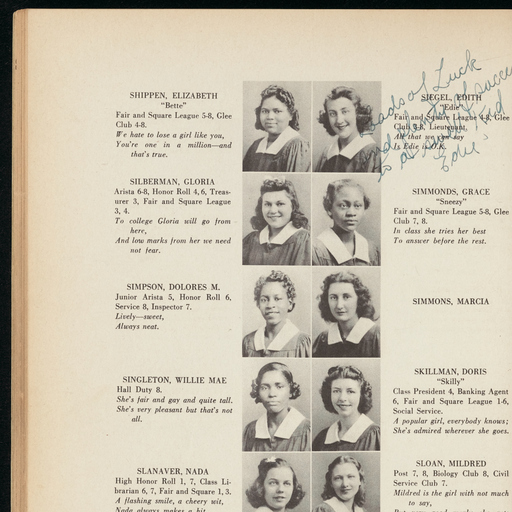 SHIPPEN, ELIZABETH
"Bette"
Fair and Square League 5-8, Glee
Club 4-8.
We hate to lose a girl like you,
You're one in a million—and
that's true.
SILBERMAN, GLORIA
Arista 6-8, Honor Roll 4, 6, Treas-
urer 3, Fair and Square League
3, 4.
To college Gloria will go from
here,
And low marks from her we need
not fear.
SIMPSON, DOLORES M.
Junior Arista 5, Honor Roll 6,
Service 8, Inspector 7.
Lively—sweet,
Always neat.
SINGLETON, WILLIE MAE
Hall Duty 8.
She's fair and gay and quite tall.
She's very pleasant but that's not
all.
SLANAVER, NADA
High Honor Roll 1, 7, Class Li-
brarian 6, 7, Fair and Square 1, 3.
A flashing smile, a cheery wit,
Nada always makes a hit.
Loads of Luck
Edie
SIEGEL, EDITH
"Edie"
Fair and Square League 4-8, Glee
Club, Lieutenant.
All that we can say
Is Edie is O.K.
SIMMONDS, GRACE
"Sneezy"
Fair and Square League 5-8, Glee
Club 7, 8.
In class she tries her best
To answer before the rest.
SIMMONS, MARCIA
SKILLMAN, DORIS
"Skilly"
Class President 4, Banking Agent
6, Fair and Square League 1-6,
Social Service.
A popular girl, everybody knows;
She's admired wherever she goes.
SLOAN, MILDRED
Post 7, 8, Biology Club 8, Civil
Service Club 7.
Mildred is the girl with not much
to say,